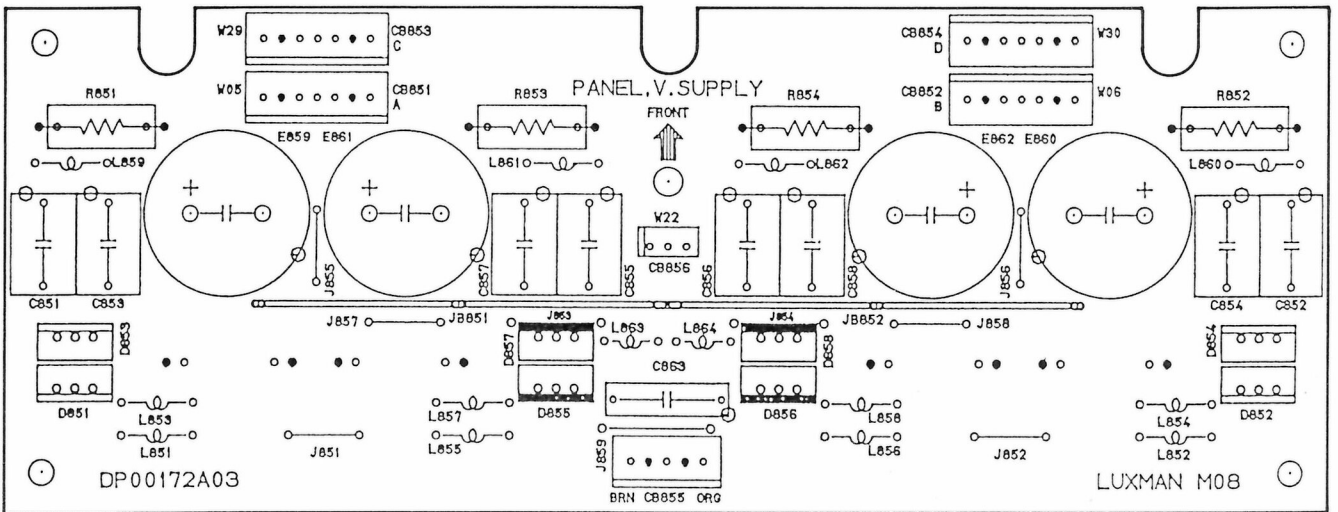 W29 CB853 C
CB854 D W30
W05 CB851 A
CB852 B W06
PANEL, V. SUPPLY
R851 R853 R854 R852
FRONT
E859 E861 E862 E860
L859 L861 L862 L860
+ + + +
W22
CB856
C851 C853 J855 C857 C855 C856 C858 J856 C854 C852
J857 JB851 J863 J854 JB852 J858
D853 D857 L863 L864 D858 D854
C863
D851 L853 L857 D855 D856 L858 L854 D852
L851 J851 L855 J859 L856 J852 L852
DP00172A03
BRN CB855 ORG
LUXMAN M08